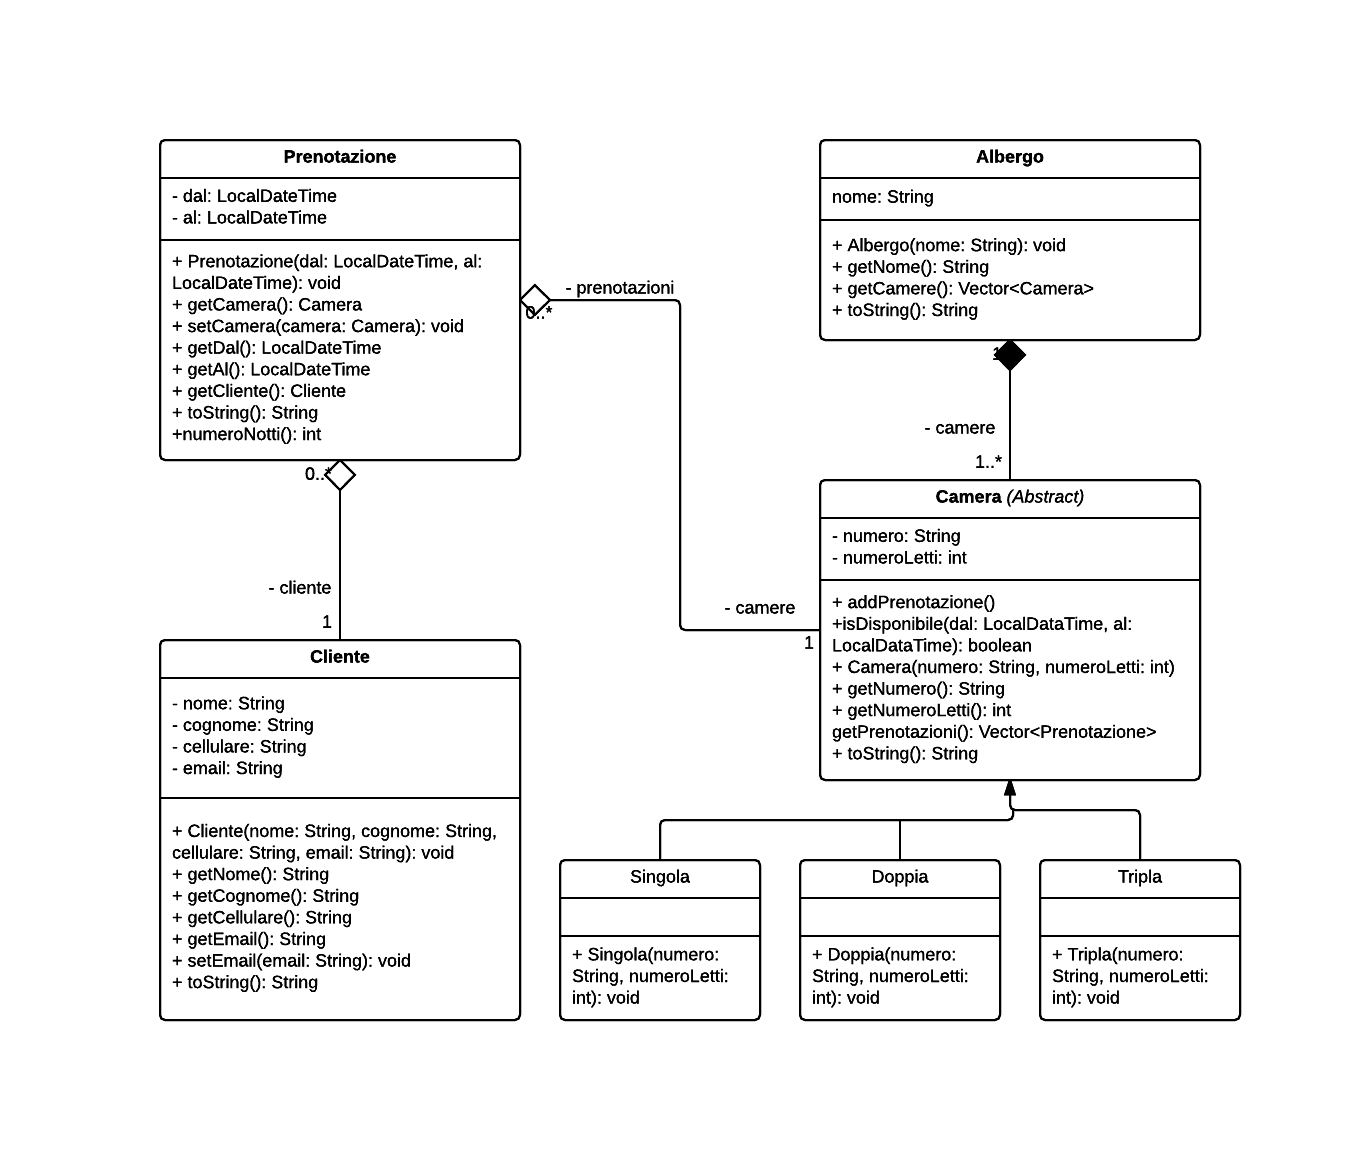 Prenotazione
- dal: LocalDateTime
- al: LocalDateTime
+ Prenotazione(dal: LocalDateTime, al:
LocalDateTime): void
+ getCamera(): Camera
+ setCamera(camera: Camera): void
+ getDal(): LocalDateTime
+ getAl(): LocalDateTime
+ getCliente(): Cliente
+ toString(): String
+numeroNotti(): int
- prenotazioni
0..*
Albergo
nome: String
+ Albergo(nome: String): void
+ getNome(): String
+ getCamere(): Vector<Camera>
+ toString(): String
1
- camere
1..*
0..*
- cliente
1
- camere
1
Camera (Abstract)
- numero: String
- numeroLetti: int
+ addPrenotazione()
+isDisponibile(dal: LocalDataTime, al:
LocalDataTime): boolean
+ Camera(numero: String, numeroLetti: int)
+ getNumero(): String
+ getNumeroLetti(): int
getPrenotazioni(): Vector<Prenotazione>
+ toString(): String
Cliente
- nome: String
- cognome: String
- cellulare: String
- email: String
+ Cliente(nome: String, cognome: String,
cellulare: String, email: String): void
+ getNome(): String
+ getCognome(): String
+ getCellulare(): String
+ getEmail(): String
+ setEmail(email: String): void
+ toString(): String
Singola
+ Singola(numero:
String, numeroLetti:
int): void
Doppia
+ Doppia(numero:
String, numeroLetti:
int): void
Tripla
+ Tripla(numero:
String, numeroLetti:
int): void